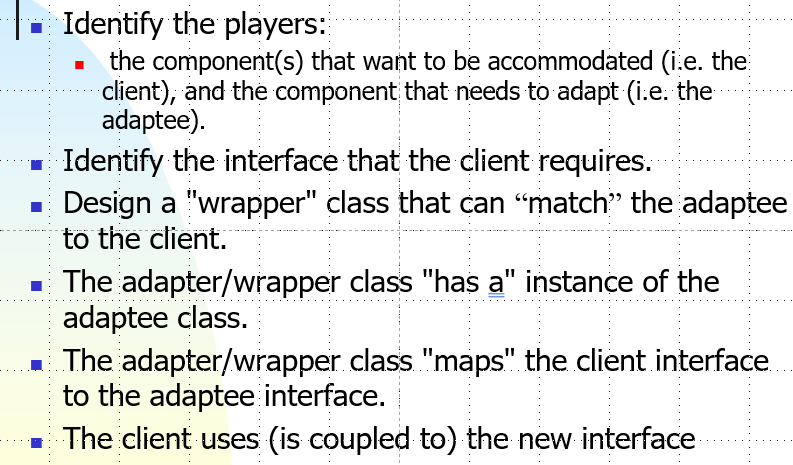 Identify the players:
the component(s) that want to be accommodated (i.e. the
client), and the component that needs to adapt (i.e. the
adaptee).
Identify the interface that the client requires.
Design a "wrapper" class that can “match” the adaptee
to the client.
The adapter/wrapper class "has a" instance of the
adaptee class.
The adapter/wrapper class "maps" the client interface
to the adaptee interface.
The client uses (is coupled to) the new interface